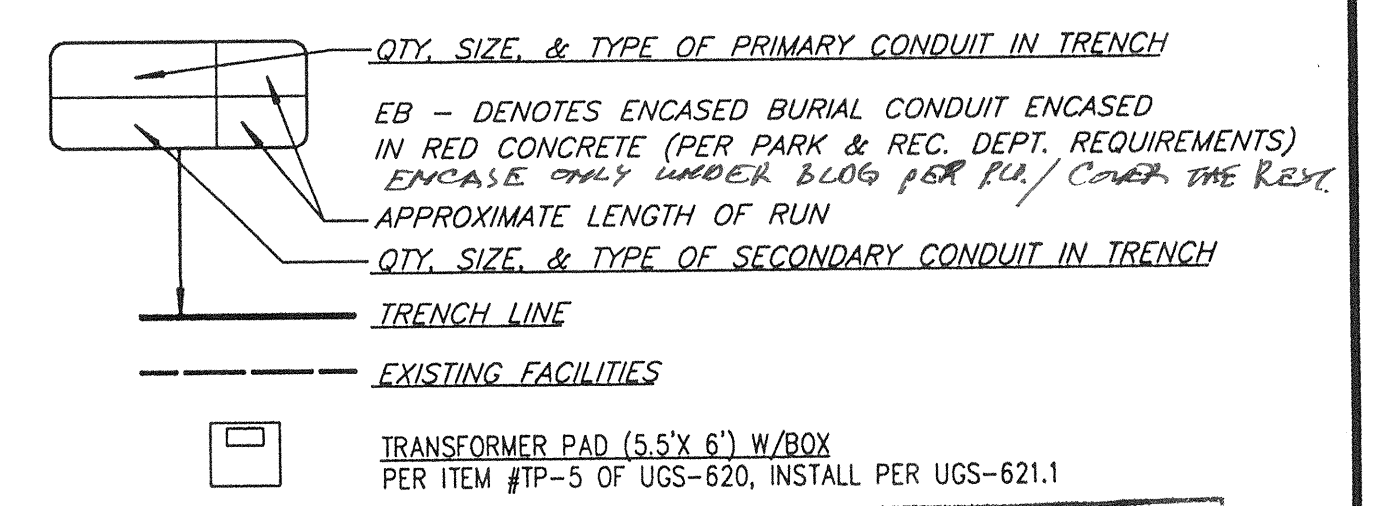 QTY, SIZE, & TYPE OF PRIMARY CONDUIT IN TRENCH
EB – DENOTES ENCASED BURIAL CONDUIT ENCASED
IN RED CONCRETE (PER PARK & REC. DEPT. REQUIREMENTS)
ENCASE ONLY UNDER BLDG PER P.U. / COVER THE REST.
APPROXIMATE LENGTH OF RUN
QTY, SIZE, & TYPE OF SECONDARY CONDUIT IN TRENCH
TRENCH LINE
EXISTING FACILITIES
TRANSFORMER PAD (5.5'X 6') W/BOX
PER ITEM #TP-5 OF UGS-620, INSTALL PER UGS-621.1